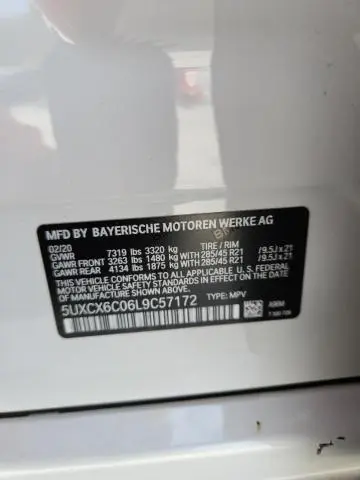 MFD BY BAYERISCHE MOTOREN WERKE AG
02/20
GVWR 7319 lbs 3320 kg TIRE / RIM
GAWR FRONT 3263 lbs 1480 kg WITH 285/45 R21 /9.5J x 21
GAWR REAR 4134 lbs 1875 kg WITH 285/45 R21 /9.5J x 21
THIS VEHICLE CONFORMS TO ALL APPLICABLE U.S. FEDERAL
MOTOR VEHICLE SAFETY STANDARDS IN EFFECT ON
THE DATE OF MANUFACTURE SHOWN ABOVE.
5UXCX6C06L9C57172 TYPE: MPV